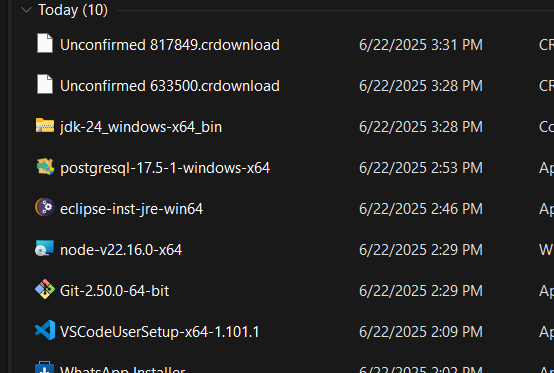 Today (10)
Unconfirmed 817849.crdownload 6/22/2025 3:31 PM CR
Unconfirmed 633500.crdownload 6/22/2025 3:28 PM CR
jdk-24_windows-x64_bin 6/22/2025 3:28 PM Co
postgresql-17.5-1-windows-x64 6/22/2025 2:53 PM Ap
eclipse-inst-jre-win64 6/22/2025 2:46 PM Ap
node-v22.16.0-x64 6/22/2025 2:29 PM W
Git-2.50.0-64-bit 6/22/2025 2:29 PM Ap
VSCodeUserSetup-x64-1.101.1 6/22/2025 2:09 PM Ap
WhatsApp Installer 6/22/2025 2:02 PM Ap